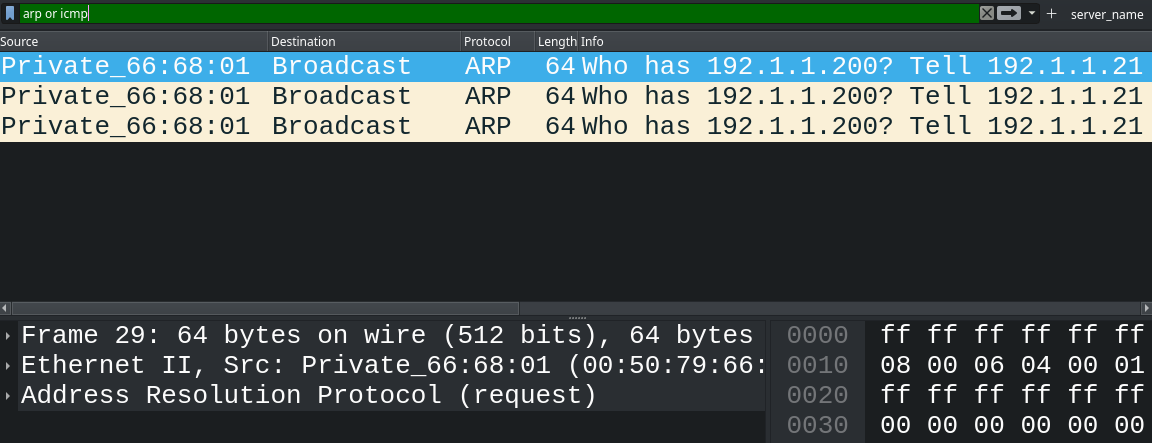 arp or icmp server_name
Source Destination Protocol Length Info
Private_66:68:01 Broadcast ARP 64 Who has 192.1.1.200? Tell 192.1.1.21
Private_66:68:01 Broadcast ARP 64 Who has 192.1.1.200? Tell 192.1.1.21
Private_66:68:01 Broadcast ARP 64 Who has 192.1.1.200? Tell 192.1.1.21
Frame 29: 64 bytes on wire (512 bits), 64 bytes
Ethernet II, Src: Private_66:68:01 (00:50:79:66:
Address Resolution Protocol (request)
0000 ff ff ff ff ff ff
0010 08 00 06 04 00 01
0020 ff ff ff ff ff ff
0030 00 00 00 00 00 00